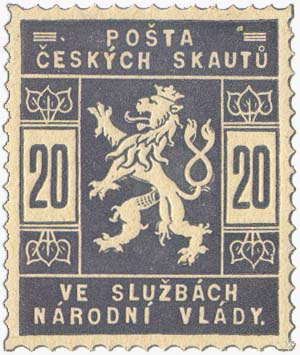 POŠTA
ČESKÝCH SKAUTŮ
20 20
VE SLUŽBÁCH
NÁRODNÍ VLÁDY.